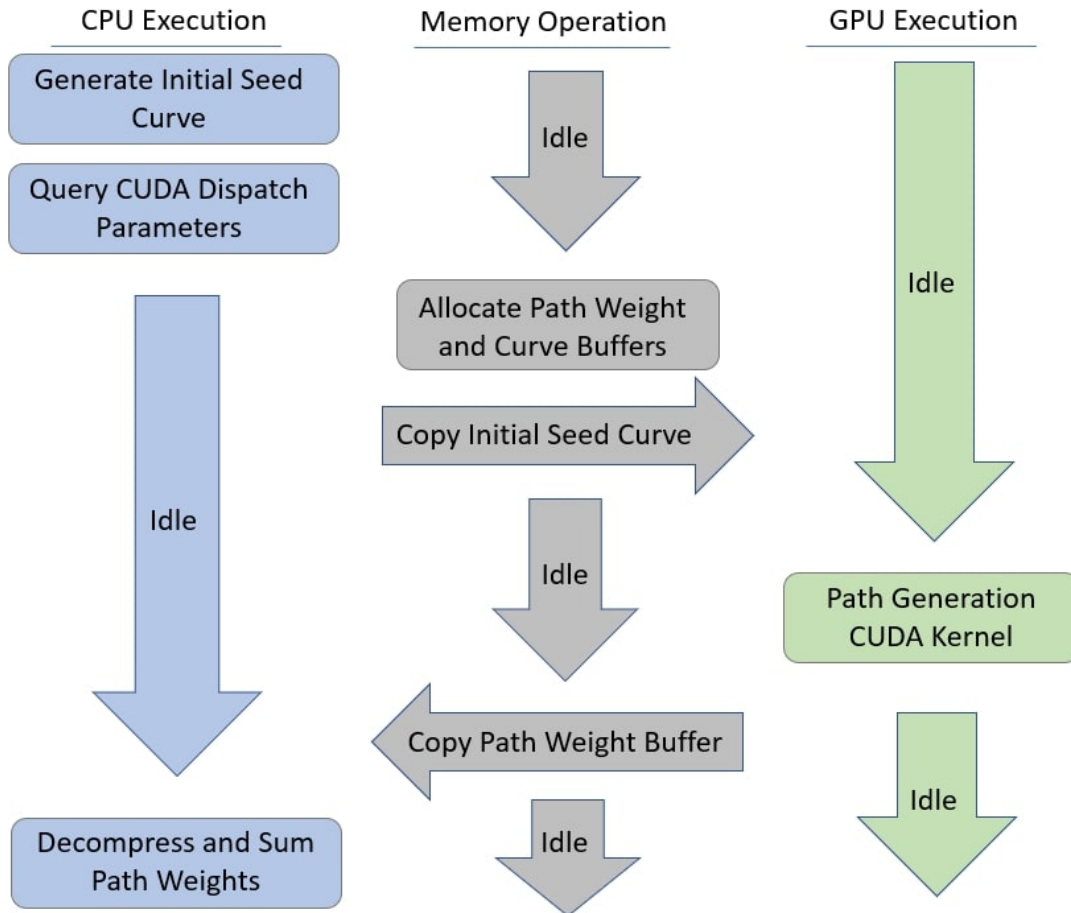 CPU Execution
Memory Operation
GPU Execution
Generate Initial Seed
Curve
Query CUDA Dispatch
Parameters
Idle
Idle
Allocate Path Weight
and Curve Buffers
Copy Initial Seed Curve
Idle
Copy Path Weight Buffer
Idle
Idle
Path Generation
CUDA Kernel
Idle
Decompress and Sum
Path Weights